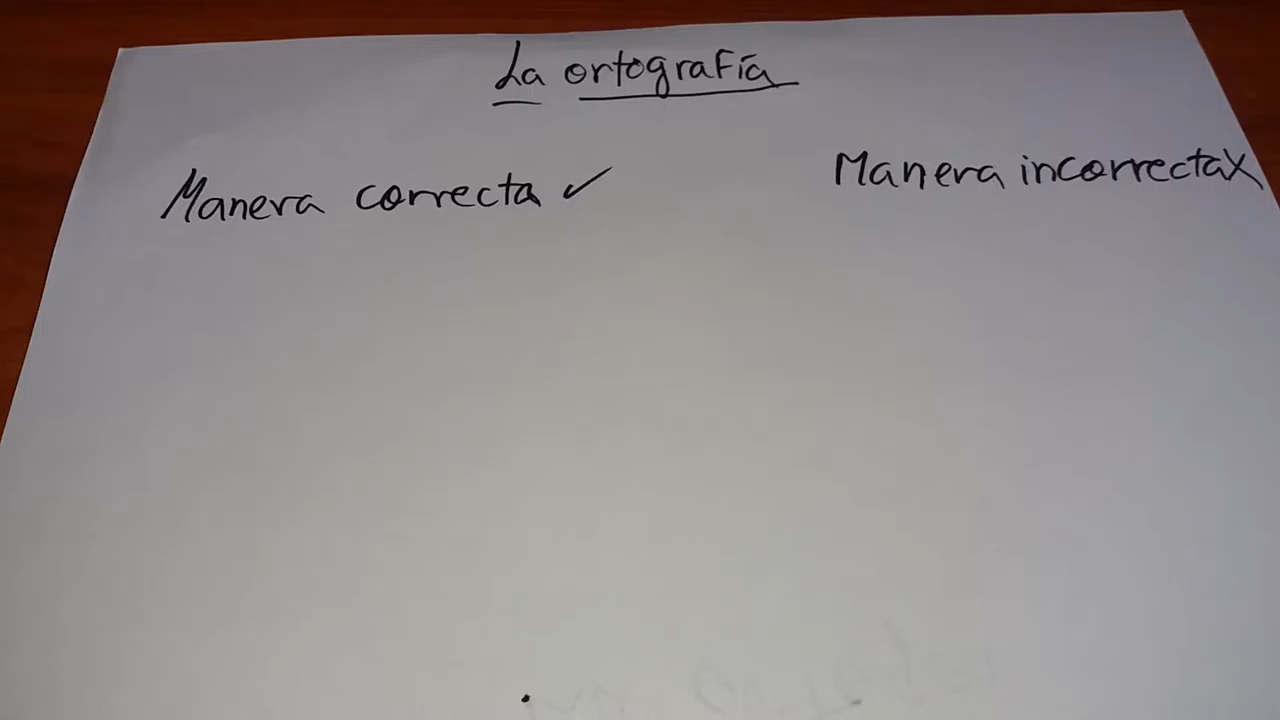 La ortografía
Manera correcta ✓
Manera incorrecta X